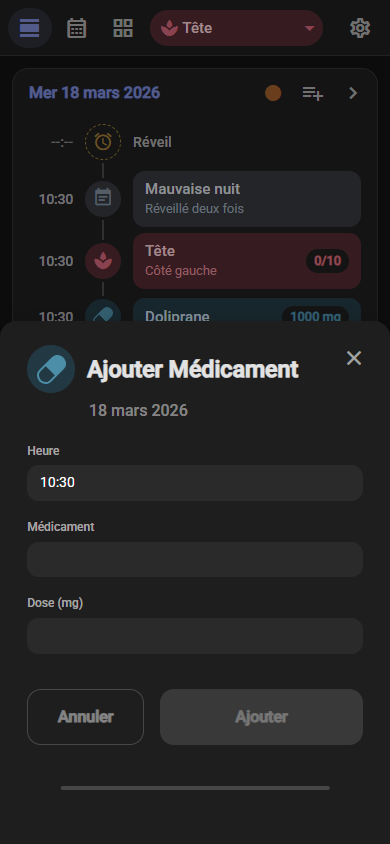 Tête
Mer 18 mars 2026
--:-- Réveil
10:30 Mauvaise nuit
Réveillé deux fois
10:30 Tête 0/10
Côté gauche
10:30 Doliprane 1000 mg
Ajouter Médicament
18 mars 2026
Heure
10:30
Médicament
Dose (mg)
Annuler Ajouter